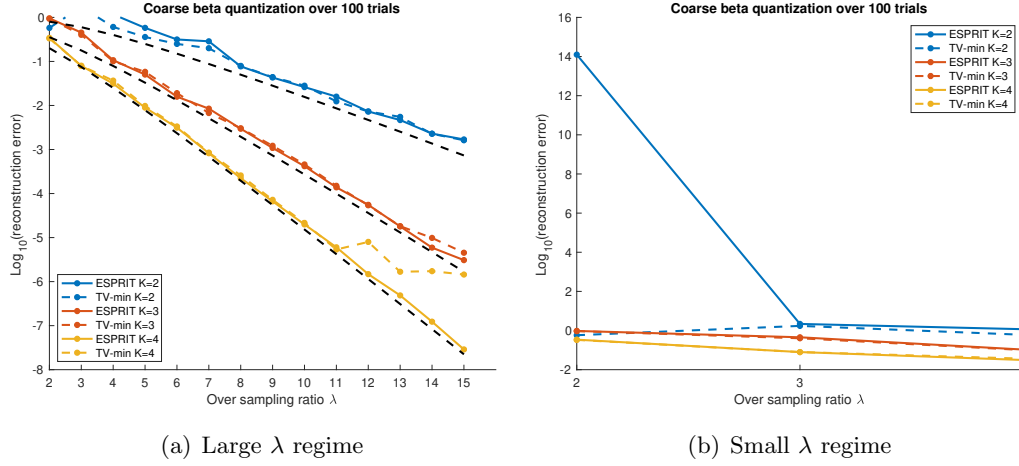 Coarse beta quantization over 100 trials
0
-1
-2
-3
-4
-5
-6
-7
-8
Log10(reconstruction error)
ESPRIT K=2
TV-min K=2
ESPRIT K=3
TV-min K=3
ESPRIT K=4
TV-min K=4
2 3 4 5 6 7 8 9 10 11 12 13 14 15
Over sampling ratio λ
(a) Large λ regime
Coarse beta quantization over 100 trials
16
14
12
10
8
6
4
2
0
-2
Log10(reconstruction error)
ESPRIT K=2
TV-min K=2
ESPRIT K=3
TV-min K=3
ESPRIT K=4
TV-min K=4
2 3
Over sampling ratio λ
(b) Small λ regime